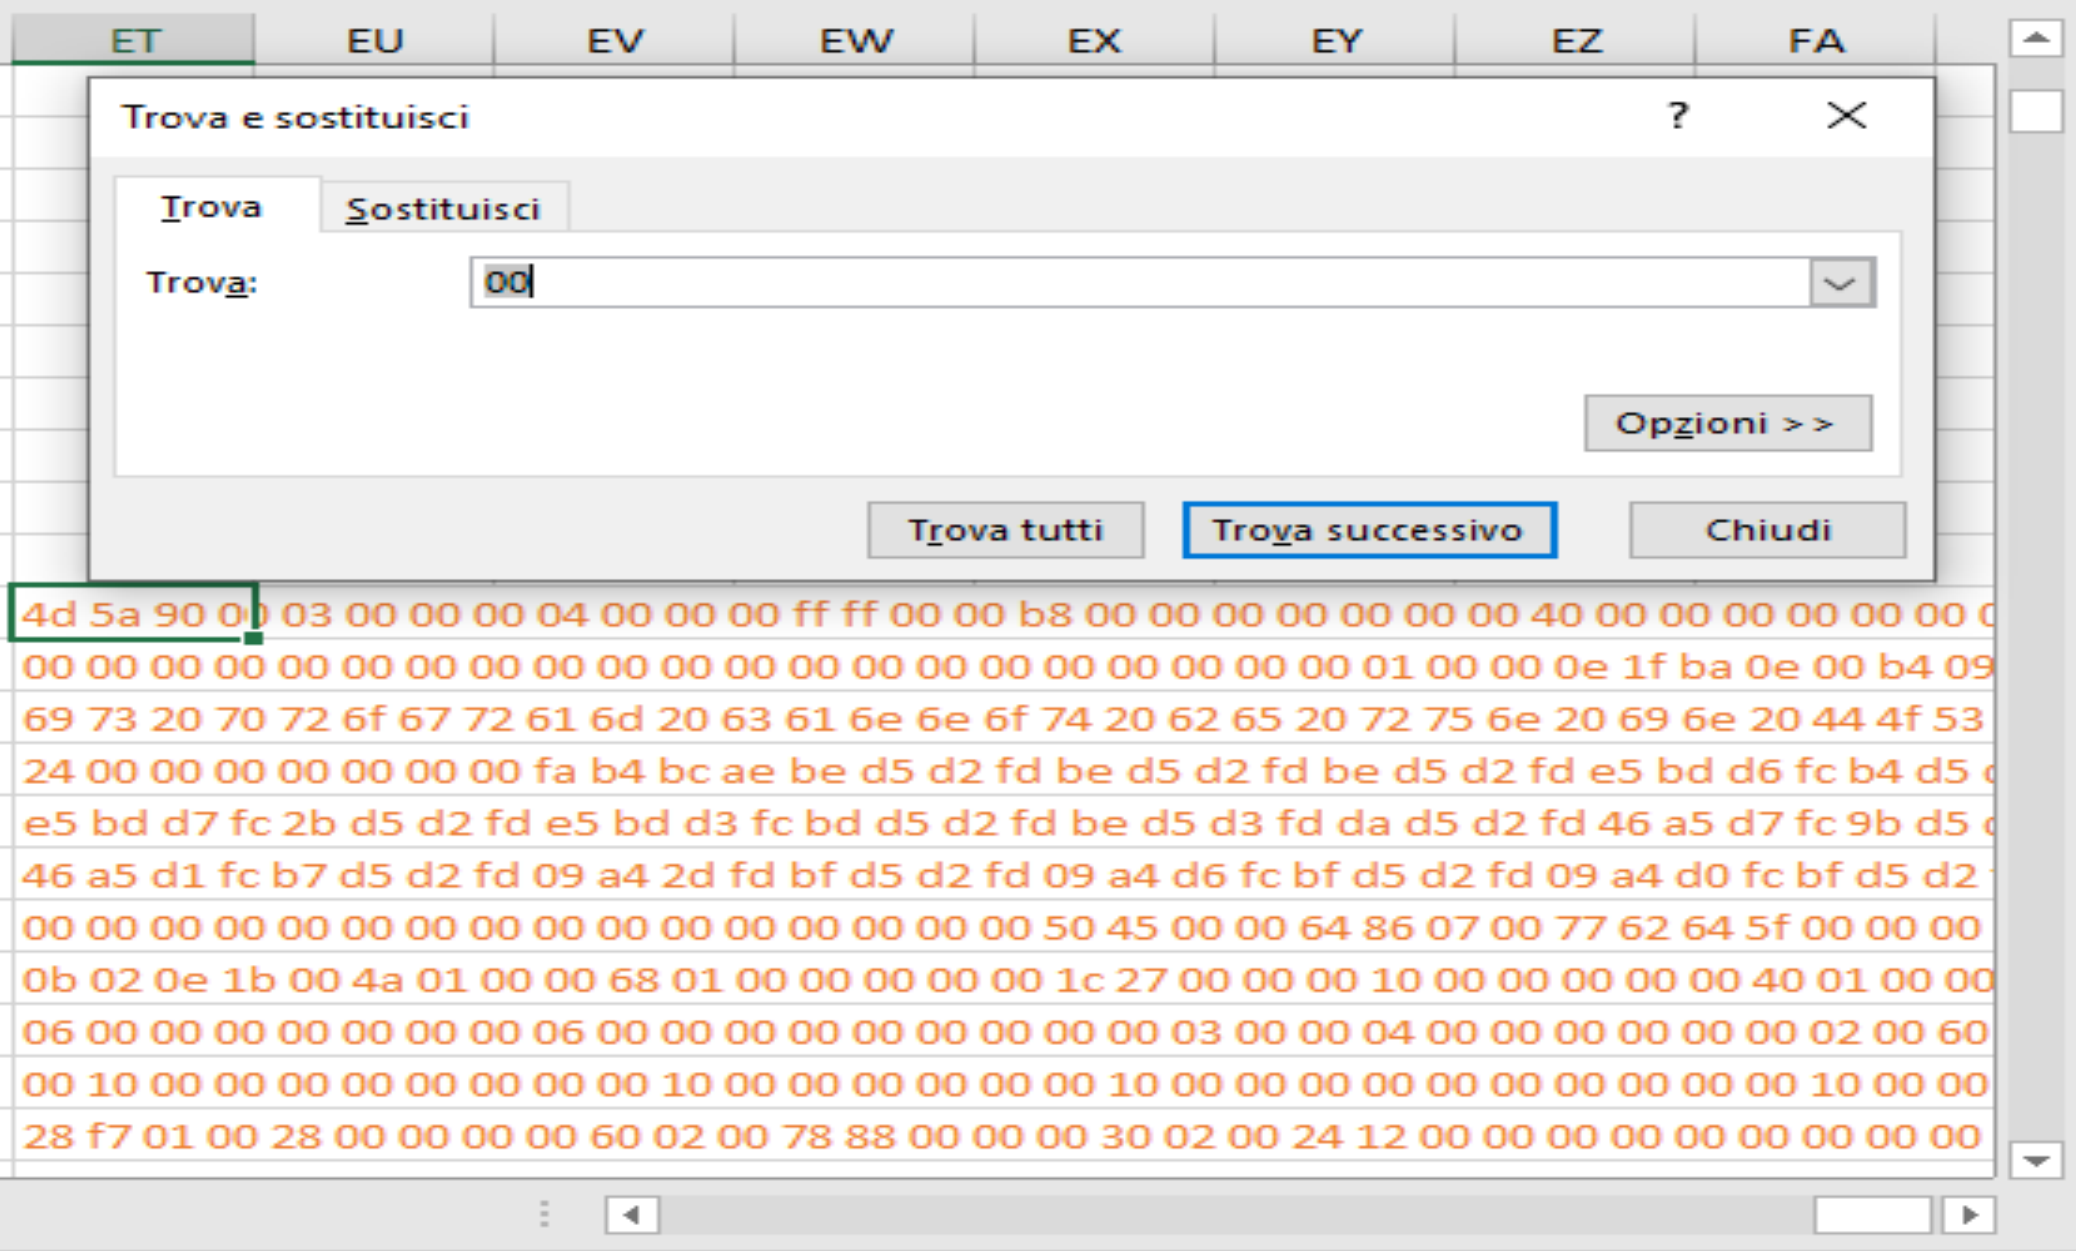 ET EU EV EW EX EY EZ FA
Trova e sostituisci ? 
Trova Sostituisci
Trova: 00
Opzioni >>
Trova tutti Trova successivo Chiudi
4d 5a 90 00 03 00 00 00 04 00 00 00 ff ff 00 00 b8 00 00 00 00 00 00 00 40 00 00 00 00 00 00
00 00 00 00 00 00 00 00 00 00 00 00 00 00 00 00 00 00 00 00 00 01 00 00 0e 1f ba 0e 00 b4 09
69 73 20 70 72 6f 67 72 61 6d 20 63 61 6e 6e 6f 74 20 62 65 20 72 75 6e 20 69 6e 20 44 4f 53
24 00 00 00 00 00 00 00 fa b4 bc ae be d5 d2 fd be d5 d2 fd be d5 d2 fd e5 bd d6 fc b4 d5
e5 bd d7 fc 2b d5 d2 fd e5 bd d3 fc bd d5 d2 fd be d5 d3 fd da d5 d2 fd 46 a5 d7 fc 9b d5
46 a5 d1 fc b7 d5 d2 fd 09 a4 2d fd bf d5 d2 fd 09 a4 d6 fc bf d5 d2 fd 09 a4 d0 fc bf d5 d2
00 00 00 00 00 00 00 00 00 00 00 00 00 00 00 00 50 45 00 00 64 86 07 00 77 62 64 5f 00 00 00
0b 02 0e 1b 00 4a 01 00 00 68 01 00 00 00 00 00 1c 27 00 00 00 10 00 00 00 00 00 40 01 00 00
06 00 00 00 00 00 00 00 06 00 00 00 00 00 00 00 00 00 03 00 00 04 00 00 00 00 00 00 02 00 60
00 10 00 00 00 00 00 00 00 00 10 00 00 00 00 00 00 10 00 00 00 00 00 00 00 00 00 00 10 00 00
28 f7 01 00 28 00 00 00 00 60 02 00 78 88 00 00 00 30 02 00 24 12 00 00 00 00 00 00 00 00 00